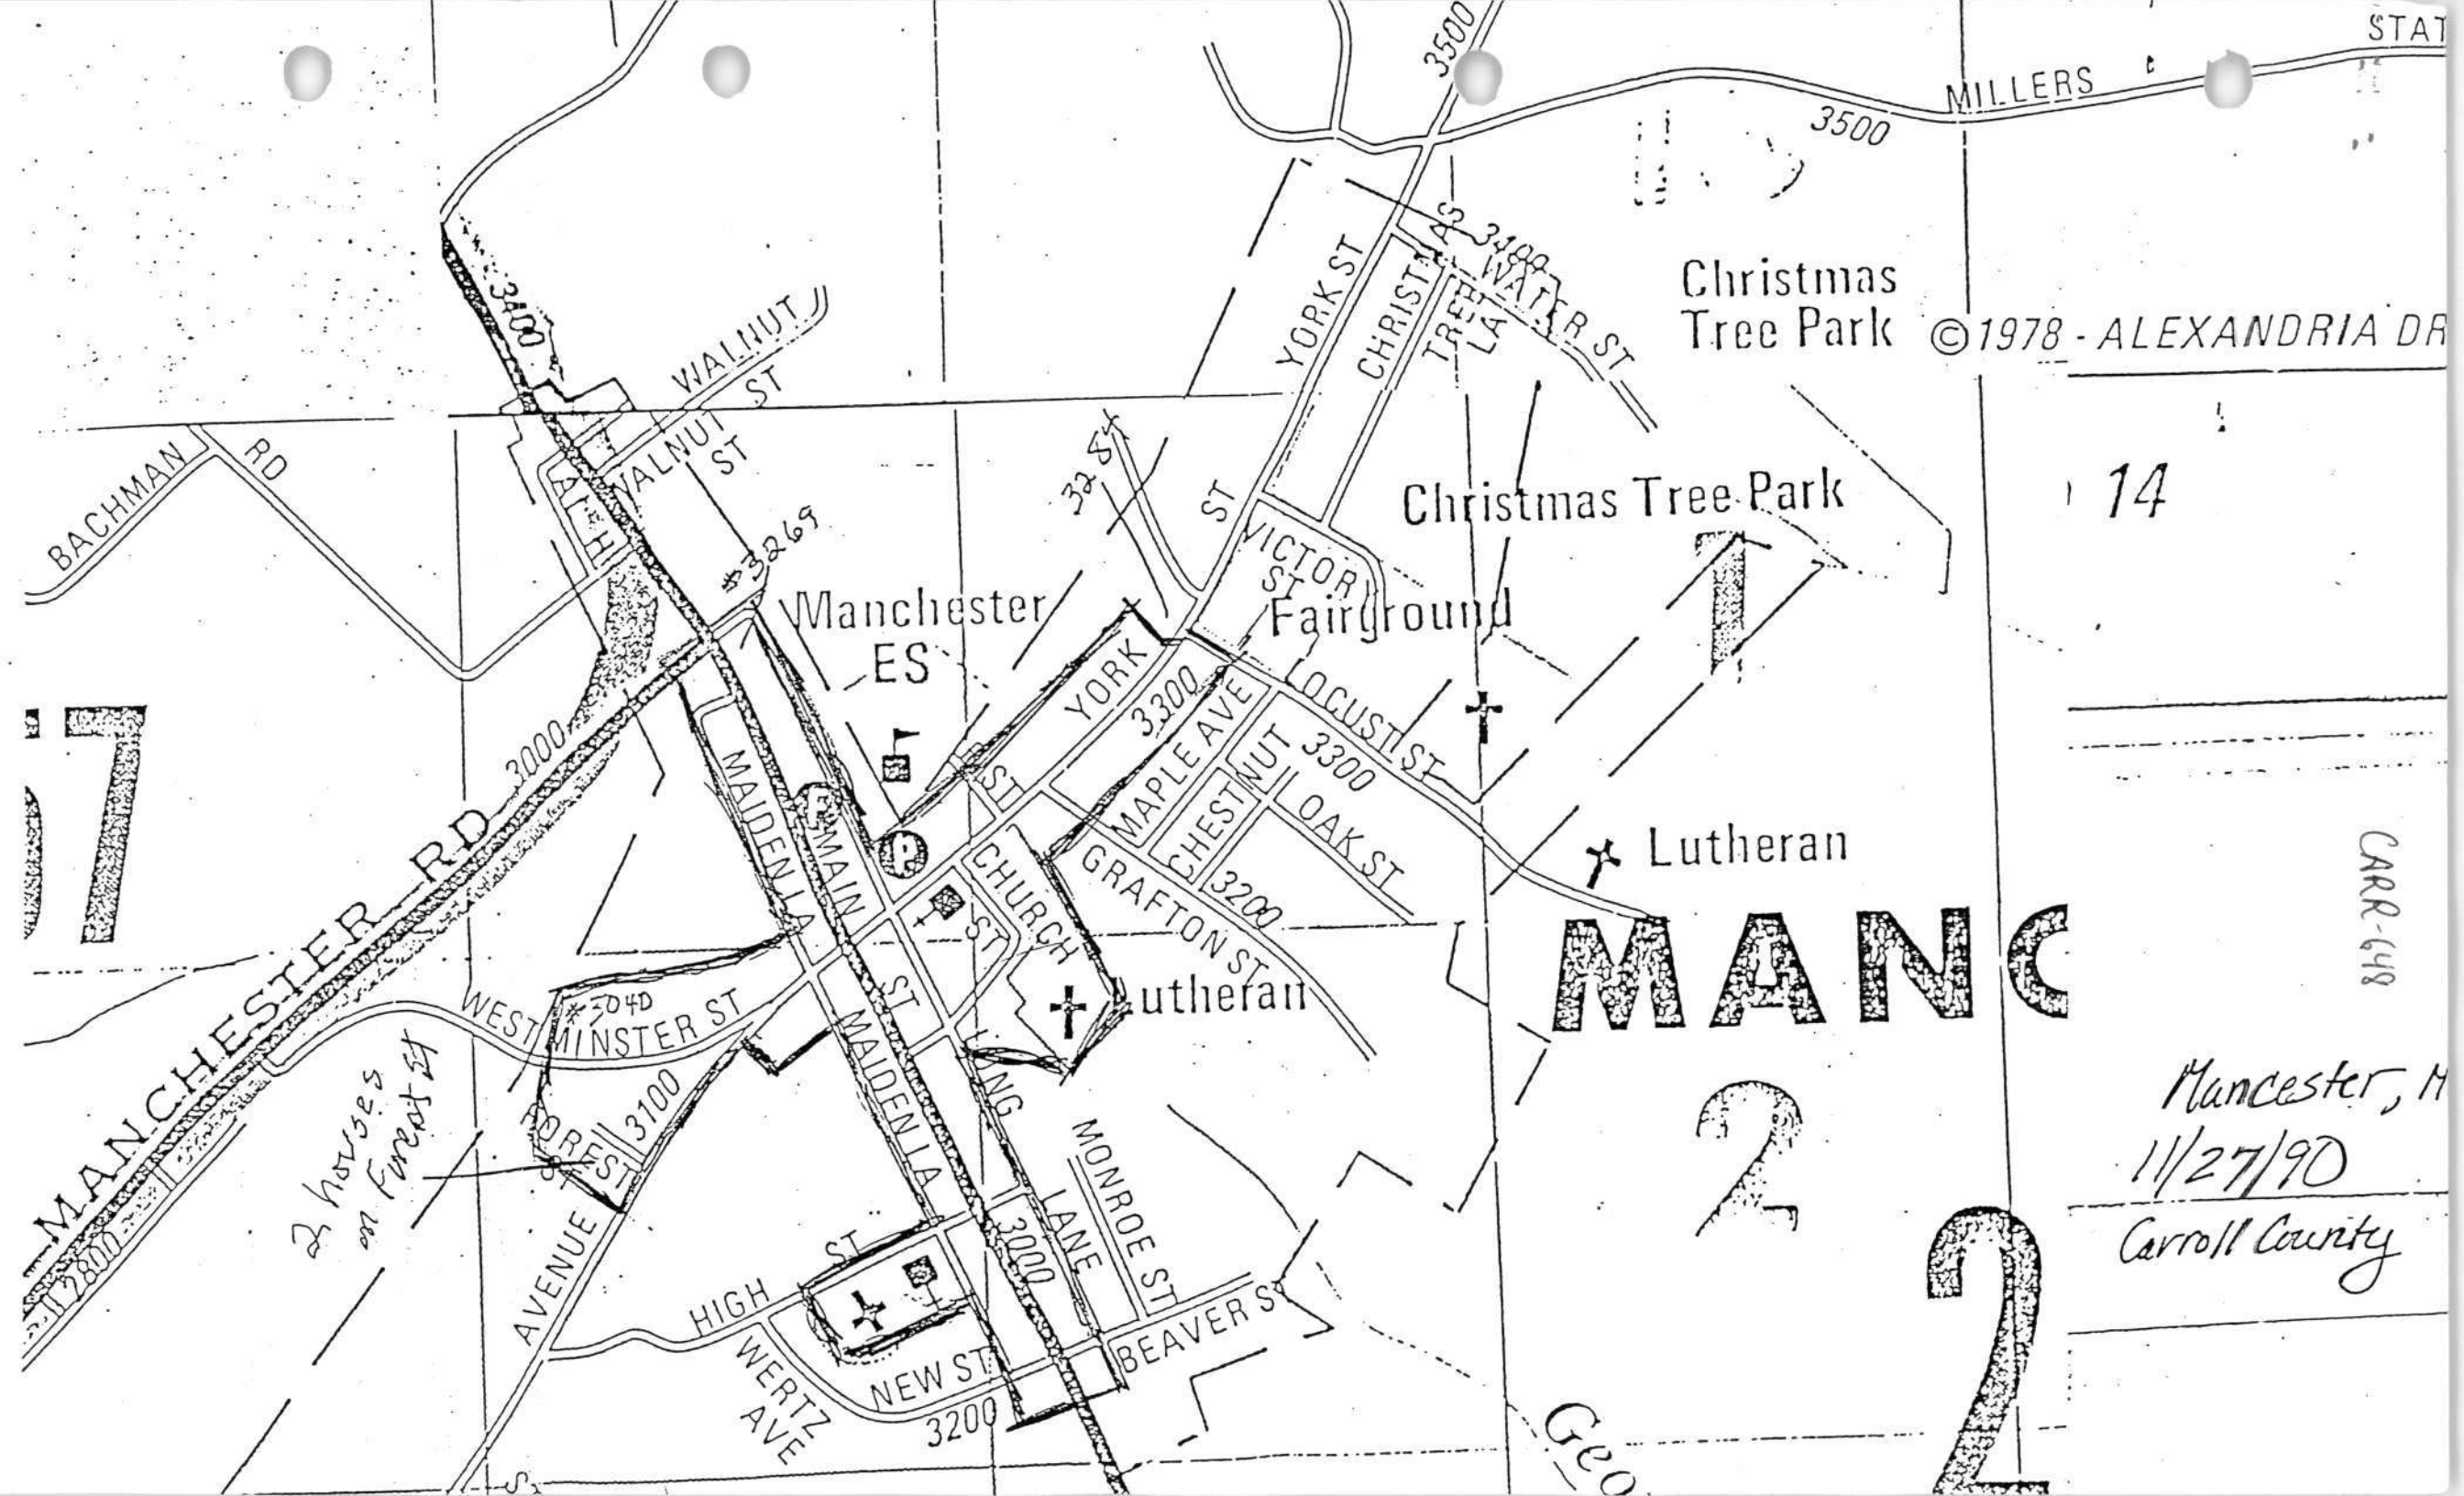 3500
STAT
MILLERS
3500
3400
WALNUT
ST
WALNUT
ST
YORK ST
CHRISTMAS
TREE
LA
3400
WATER ST
Christmas
Tree Park
©1978 - ALEXANDRIA DR
BACHMAN
RD
#3269
ST
VICTOR
ST
Christmas Tree Park
14
1
Manchester
ES
Fairground
YORK
ST
3300
MAPLE AVE
LOCUST ST
CHESTNUT
3300
OAK ST
3200
GRAFTON ST
57
MANCHESTER RD
3000
MAIDEN LA
P
MAIN
ST
P
CHURCH
ST
Lutheran
Lutheran
MANC
CARR-648
WESTMINSTER ST
#3040
MAIDEN LA
LONG
LANE
MONROE ST
2 houses
on Forest St
FOREST
ST
3100
2800
AVENUE
HIGH
ST
3000
WERTZ
AVE
NEW ST
3200
BEAVER ST
2
2
Mancester, M
11/27/90
Carroll County
Geo